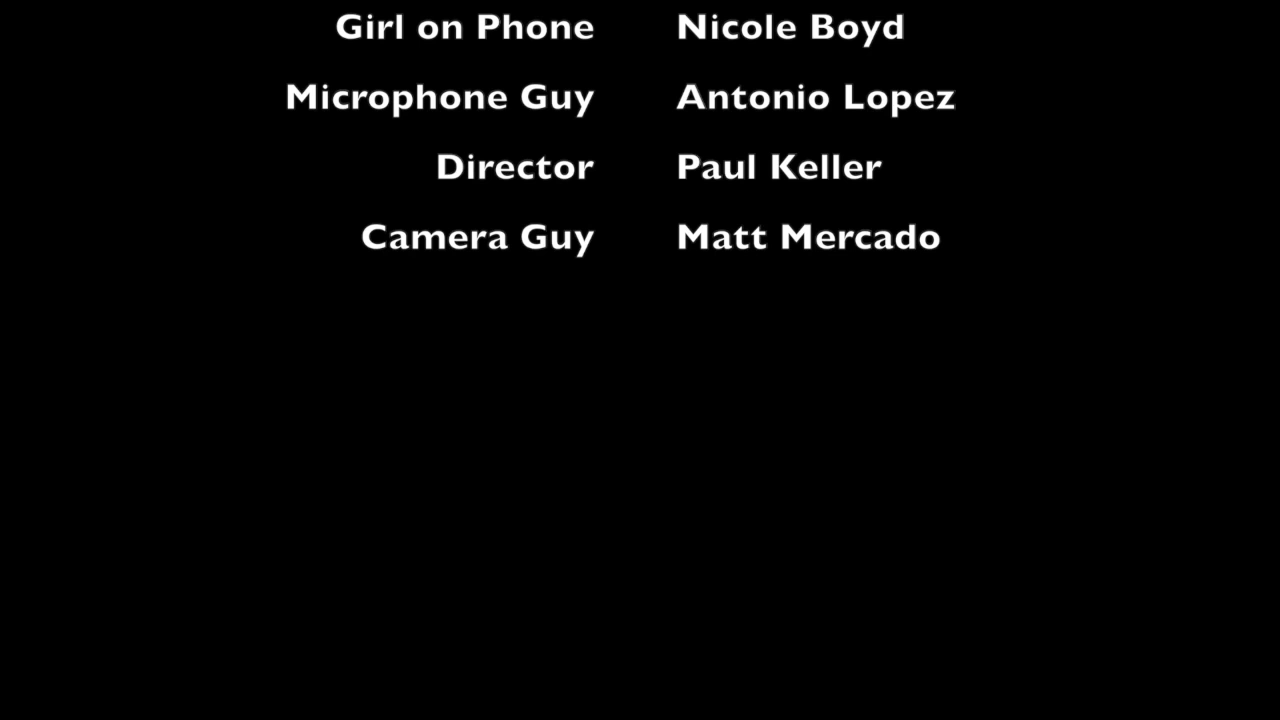 Girl on Phone Nicole Boyd
Microphone Guy Antonio Lopez
Director Paul Keller
Camera Guy Matt Mercado